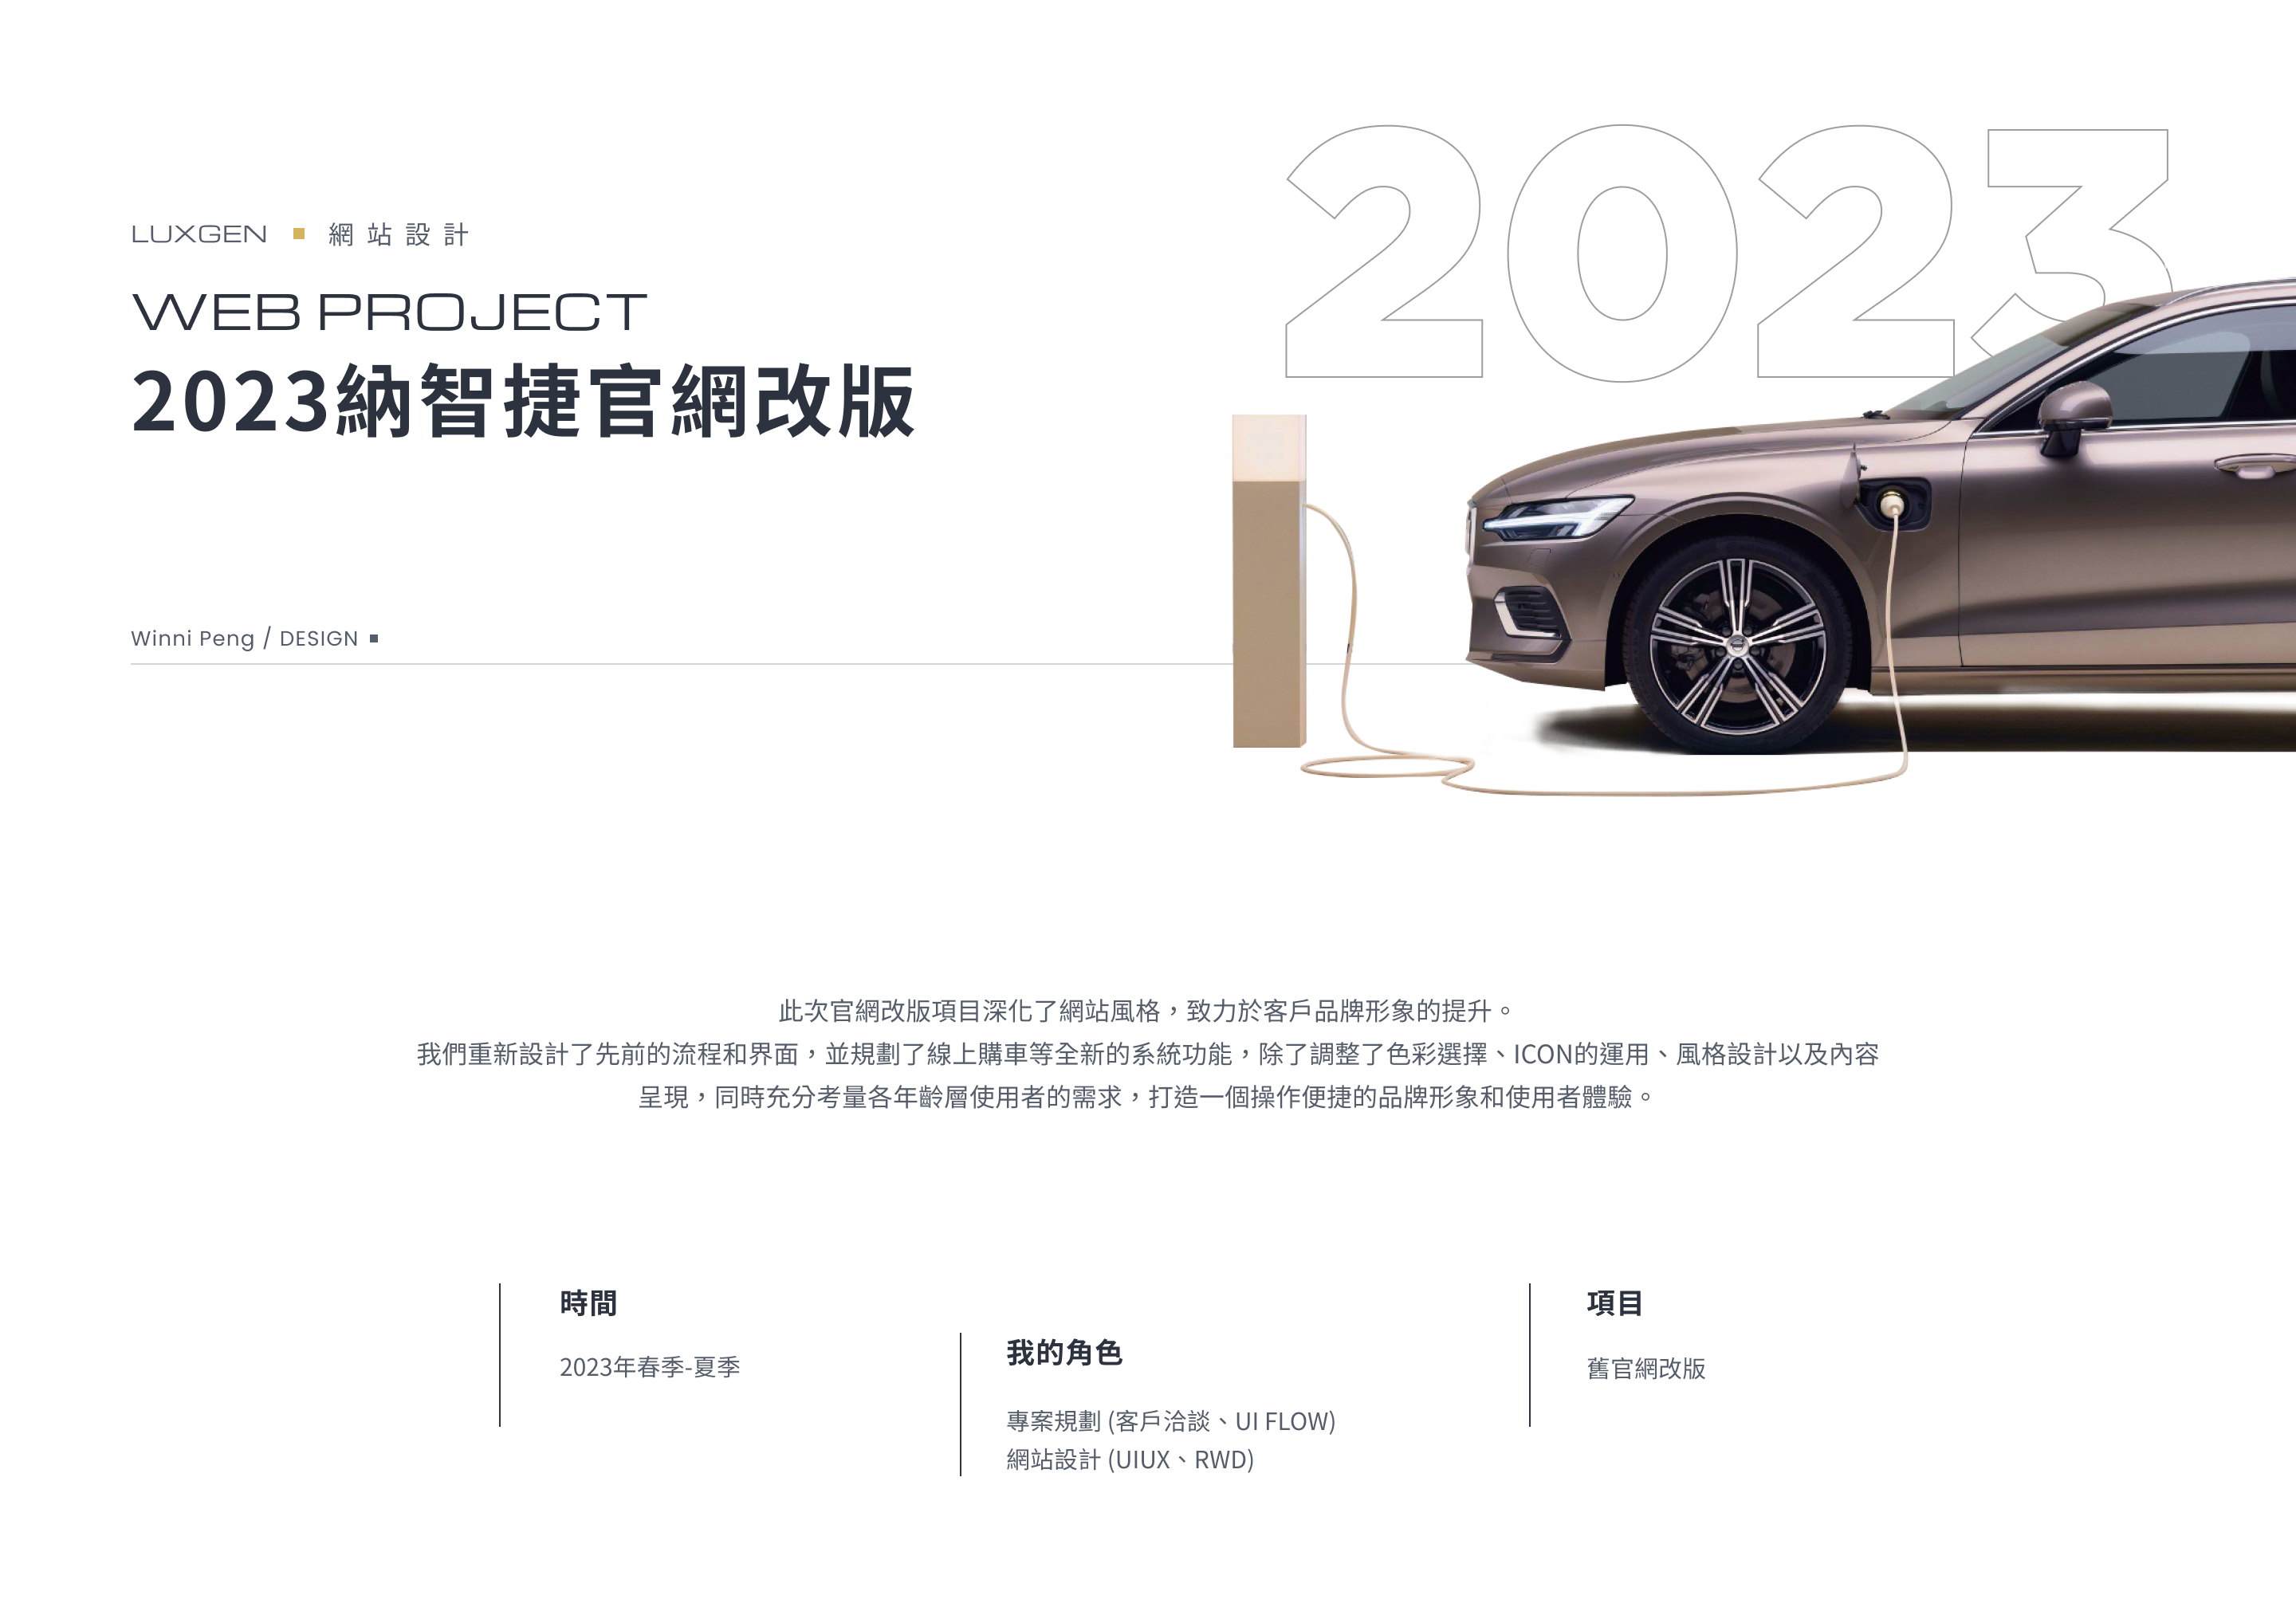 2023
LUXGEN ▪ 網站設計
WEB PROJECT
2023納智捷官網改版
Winni Peng / DESIGN ▪
此次官網改版項目深化了網站風格，致力於客戶品牌形象的提升。
我們重新設計了先前的流程和界面，並規劃了線上購車等全新的系統功能，除了調整了色彩選擇、ICON的運用、風格設計以及內容
呈現，同時充分考量各年齡層使用者的需求，打造一個操作便捷的品牌形象和使用者體驗。
時間
2023年春季-夏季
我的角色
專案規劃 (客戶洽談、UI FLOW)
網站設計 (UIUX、RWD)
項目
舊官網改版